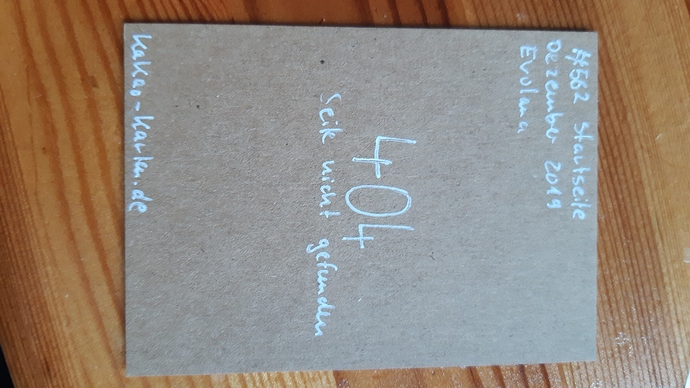 #562 Startseite
Dezember 2019
Evolana
404
Seite nicht gefunden
kakao-karten.de